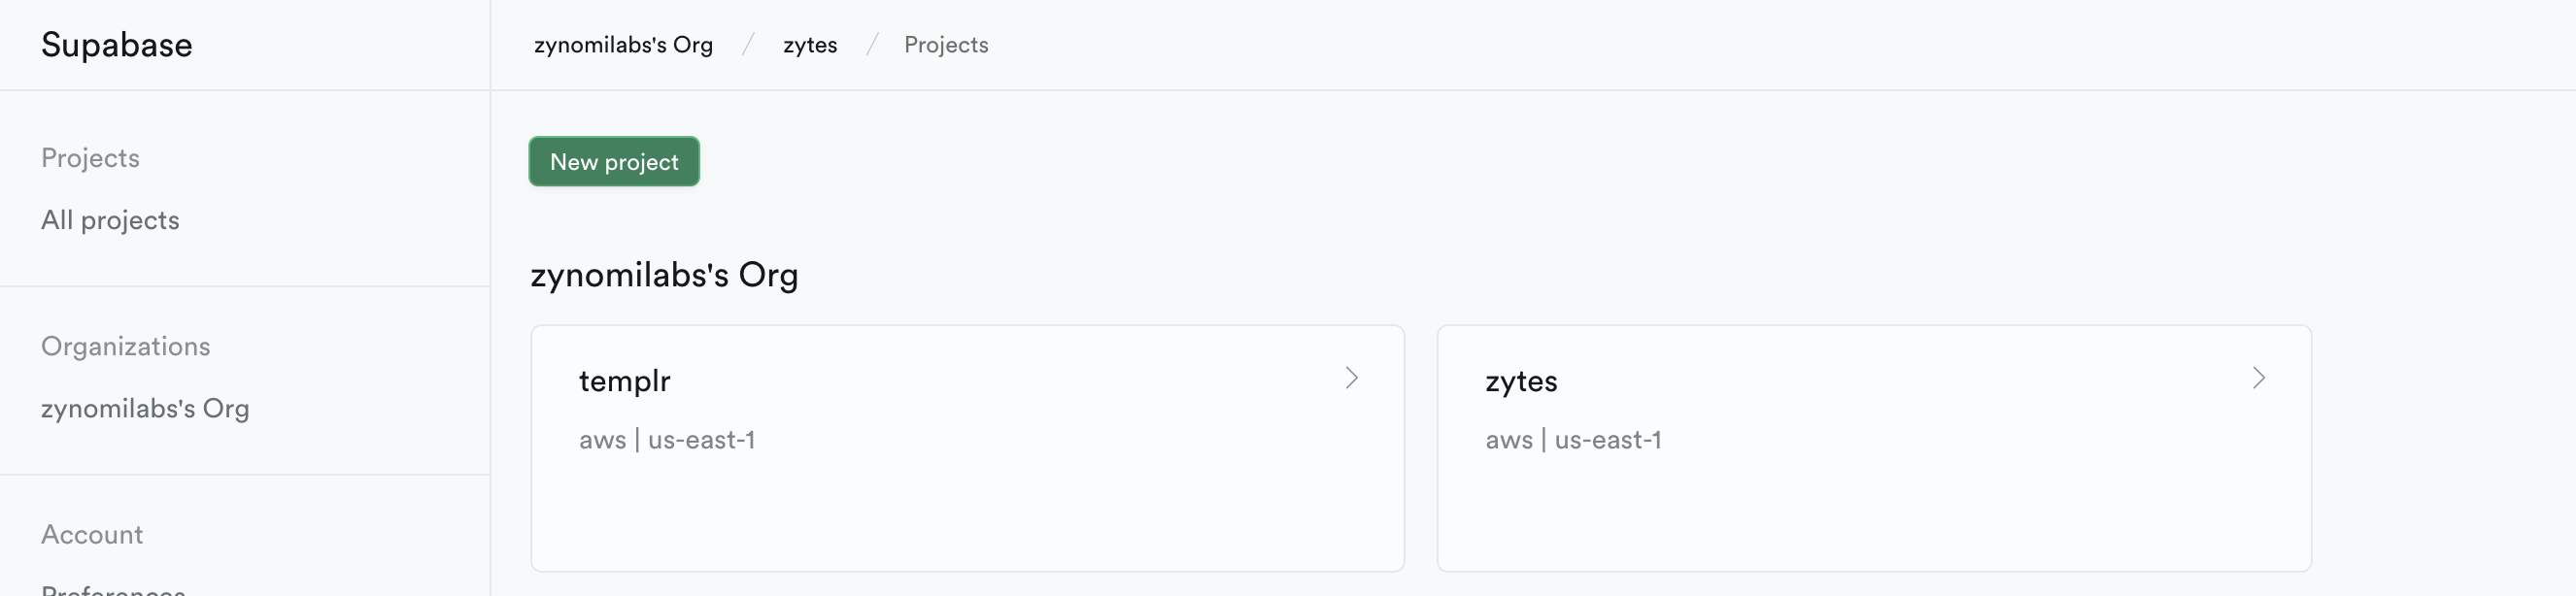 Supabase
zynomilabs's Org / zytes / Projects
Projects
All projects
Organizations
zynomilabs's Org
Account
Preferences
New project
zynomilabs's Org
templr
aws | us-east-1
zytes
aws | us-east-1